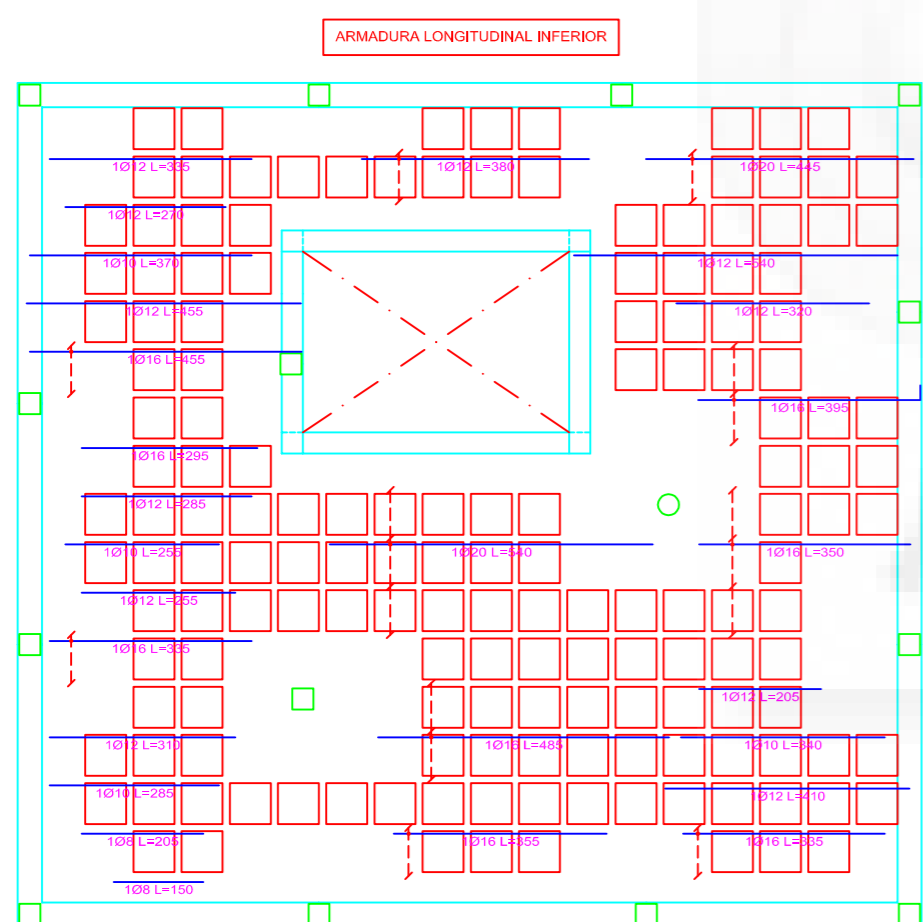 ARMADURA LONGITUDINAL INFERIOR
1Ø12 L=335
1Ø12 L=380
1Ø20 L=445
1Ø12 L=270
1Ø10 L=370
1Ø12 L=540
1Ø12 L=455
1Ø12 L=320
1Ø16 L=455
1Ø16 L=395
1Ø16 L=295
1Ø12 L=285
1Ø10 L=255
1Ø20 L=540
1Ø16 L=350
1Ø12 L=255
1Ø16 L=335
1Ø12 L=205
1Ø12 L=310
1Ø16 L=485
1Ø10 L=340
1Ø10 L=285
1Ø12 L=410
1Ø8 L=205
1Ø16 L=355
1Ø16 L=335
1Ø8 L=150